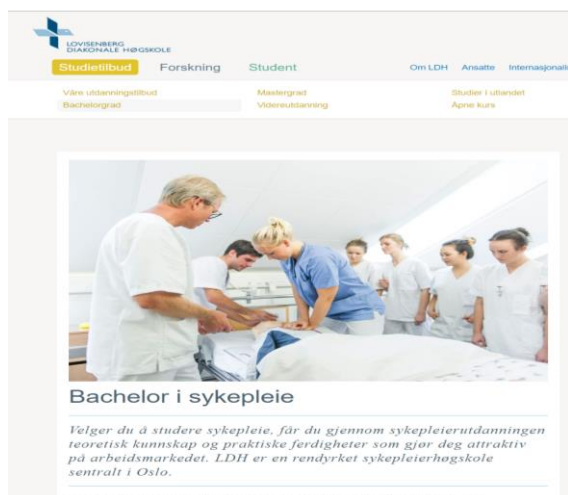 LOVISENBERG
DIAKONALE HØGSKOLE
Studietilbud Forskning Student Om LDH Ansatte Internasjonalis
Våre utdanningstilbud Mastergrad Studier i utlandet
Bachelorgrad Videreutdanning Åpne kurs
Bachelor i sykepleie
Velger du å studere sykepleie, får du gjennom sykepleierutdanningen
teoretisk kunnskap og praktiske ferdigheter som gjør deg attraktiv
på arbeidsmarkedet. LDH er en rendyrket sykepleierhøgskole
sentralt i Oslo.